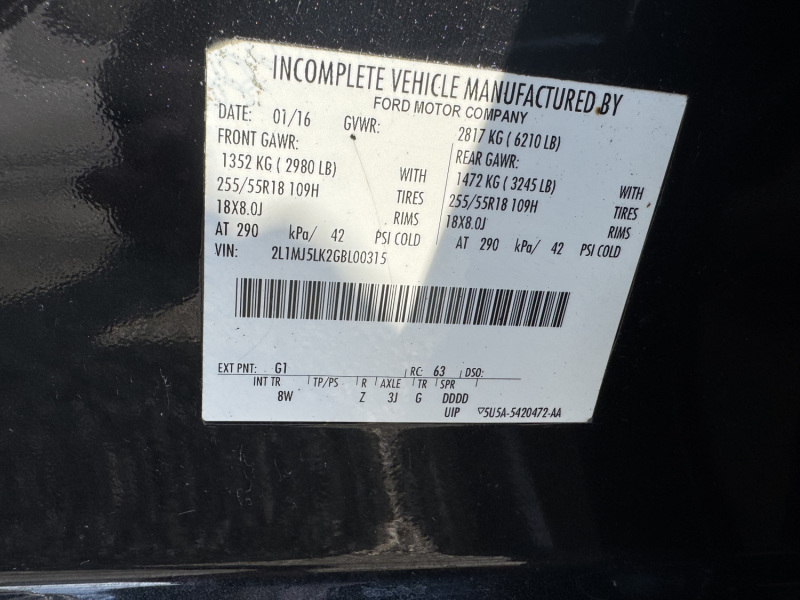 INCOMPLETE VEHICLE MANUFACTURED BY
FORD MOTOR COMPANY
DATE: 01/16 GVWR: 2817 KG ( 6210 LB)
FRONT GAWR: REAR GAWR:
1352 KG ( 2980 LB) WITH 1472 KG ( 3245 LB) WITH
255/55R18 109H TIRES 255/55R18 109H TIRES
18X8.0J RIMS 18X8.0J RIMS
AT 290 kPa/ 42 PSI COLD AT 290 kPa/ 42 PSI COLD
VIN: 2L1MJ5LK2GBL00315
EXT PNT: G1 RC: 63 DSO:
INT TR TP/PS R AXLE TR SPR
8W Z 3J G DDDD
UIP ▽5U5A-5420472-AA